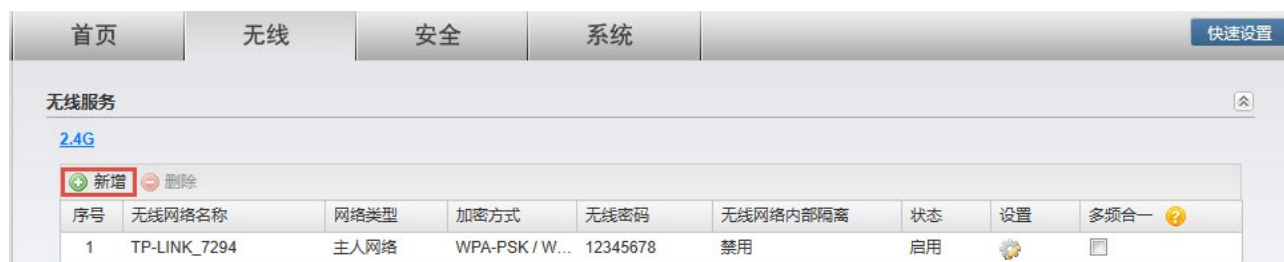 首页 无线 安全 系统 快速设置
无线服务
2.4G
新增 删除
序号 无线网络名称 网络类型 加密方式 无线密码 无线网络内部隔离 状态 设置 多频合一
1 TP-LINK_7294 主人网络 WPA-PSK / W... 12345678 禁用 启用